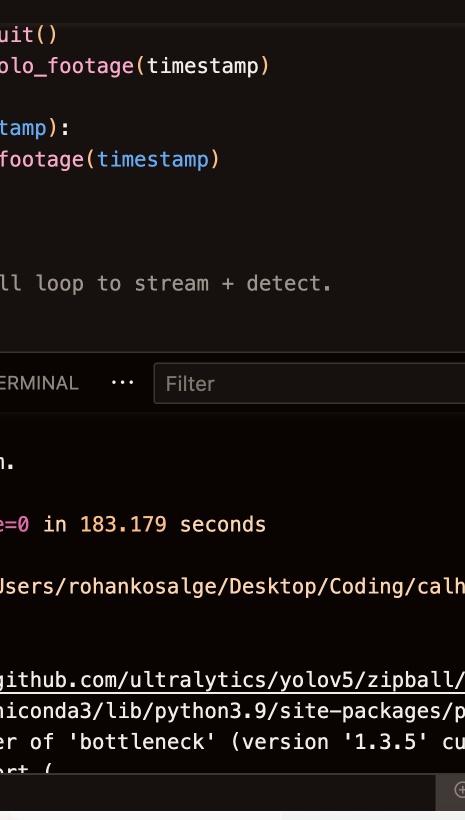 uit()
olo_footage(timestamp)
tamp):
footage(timestamp)
ll loop to stream + detect.
ERMINAL ··· Filter
n.
e=0 in 183.179 seconds
Users/rohankosalge/Desktop/Coding/calh
github.com/ultralytics/yolov5/zipball/
niconda3/lib/python3.9/site-packages/p
er of 'bottleneck' (version '1.3.5' cu
ort (